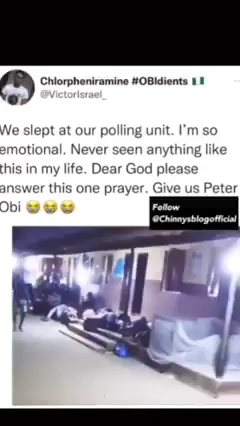 Chlorpheniramine #OBIdients
@VictorIsrael_
We slept at our polling unit. I'm so
emotional. Never seen anything like
this in my life. Dear God please
answer this one prayer. Give us Peter
Obi 😭😭😭
Follow
@Chinnysblogofficial